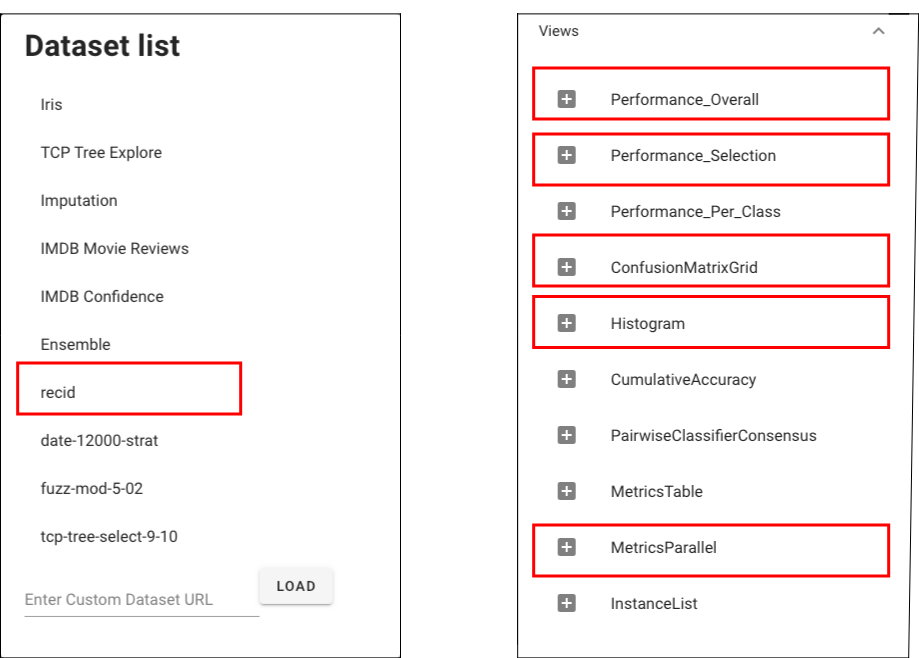 Dataset list
Iris
TCP Tree Explore
Imputation
IMDB Movie Reviews
IMDB Confidence
Ensemble
recid
date-12000-strat
fuzz-mod-5-02
tcp-tree-select-9-10
Enter Custom Dataset URL
LOAD
Views
Performance_Overall
Performance_Selection
Performance_Per_Class
ConfusionMatrixGrid
Histogram
CumulativeAccuracy
PairwiseClassifierConsensus
MetricsTable
MetricsParallel
InstanceList